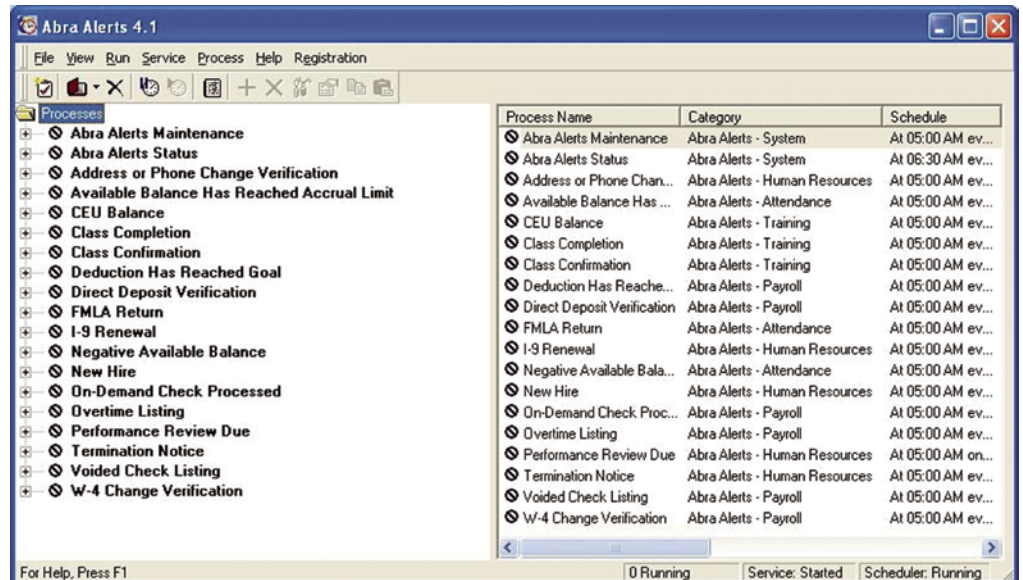 Abra Alerts 4.1
File View Run Service Process Help Registration
Processes
Abra Alerts Maintenance
Abra Alerts Status
Address or Phone Change Verification
Available Balance Has Reached Accrual Limit
CEU Balance
Class Completion
Class Confirmation
Deduction Has Reached Goal
Direct Deposit Verification
FMLA Return
I-9 Renewal
Negative Available Balance
New Hire
On-Demand Check Processed
Overtime Listing
Performance Review Due
Termination Notice
Voided Check Listing
W-4 Change Verification
Process Name Category Schedule
Abra Alerts Maintenance Abra Alerts - System At 05:00 AM ev...
Abra Alerts Status Abra Alerts - System At 06:30 AM ev...
Address or Phone Chan... Abra Alerts - Human Resources At 05:00 AM ev...
Available Balance Has ... Abra Alerts - Attendance At 05:00 AM ev...
CEU Balance Abra Alerts - Training At 05:00 AM ev...
Class Completion Abra Alerts - Training At 05:00 AM ev...
Class Confirmation Abra Alerts - Training At 05:00 AM ev...
Deduction Has Reache... Abra Alerts - Payroll At 05:00 AM ev...
Direct Deposit Verification Abra Alerts - Payroll At 05:00 AM ev...
FMLA Return Abra Alerts - Attendance At 05:00 AM ev...
I-9 Renewal Abra Alerts - Human Resources At 05:00 AM ev...
Negative Available Bala... Abra Alerts - Attendance At 05:00 AM ev...
New Hire Abra Alerts - Human Resources At 05:00 AM ev...
On-Demand Check Proc... Abra Alerts - Payroll At 05:00 AM ev...
Overtime Listing Abra Alerts - Payroll At 05:00 AM ev...
Performance Review Due Abra Alerts - Human Resources At 05:00 AM on...
Termination Notice Abra Alerts - Human Resources At 05:00 AM ev...
Voided Check Listing Abra Alerts - Payroll At 05:00 AM ev...
W-4 Change Verification Abra Alerts - Payroll At 05:00 AM ev...
For Help, Press F1 0 Running Service: Started Scheduler: Running